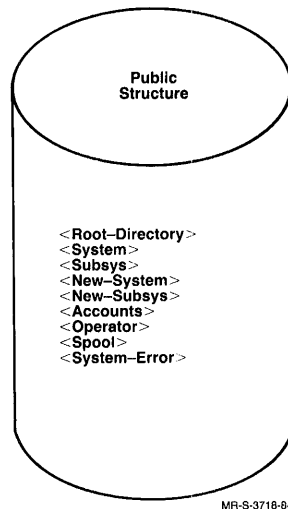 Public
Structure
<Root–Directory>
<System>
<Subsys>
<New–System>
<New–Subsys>
<Accounts>
<Operator>
<Spool>
<System–Error>